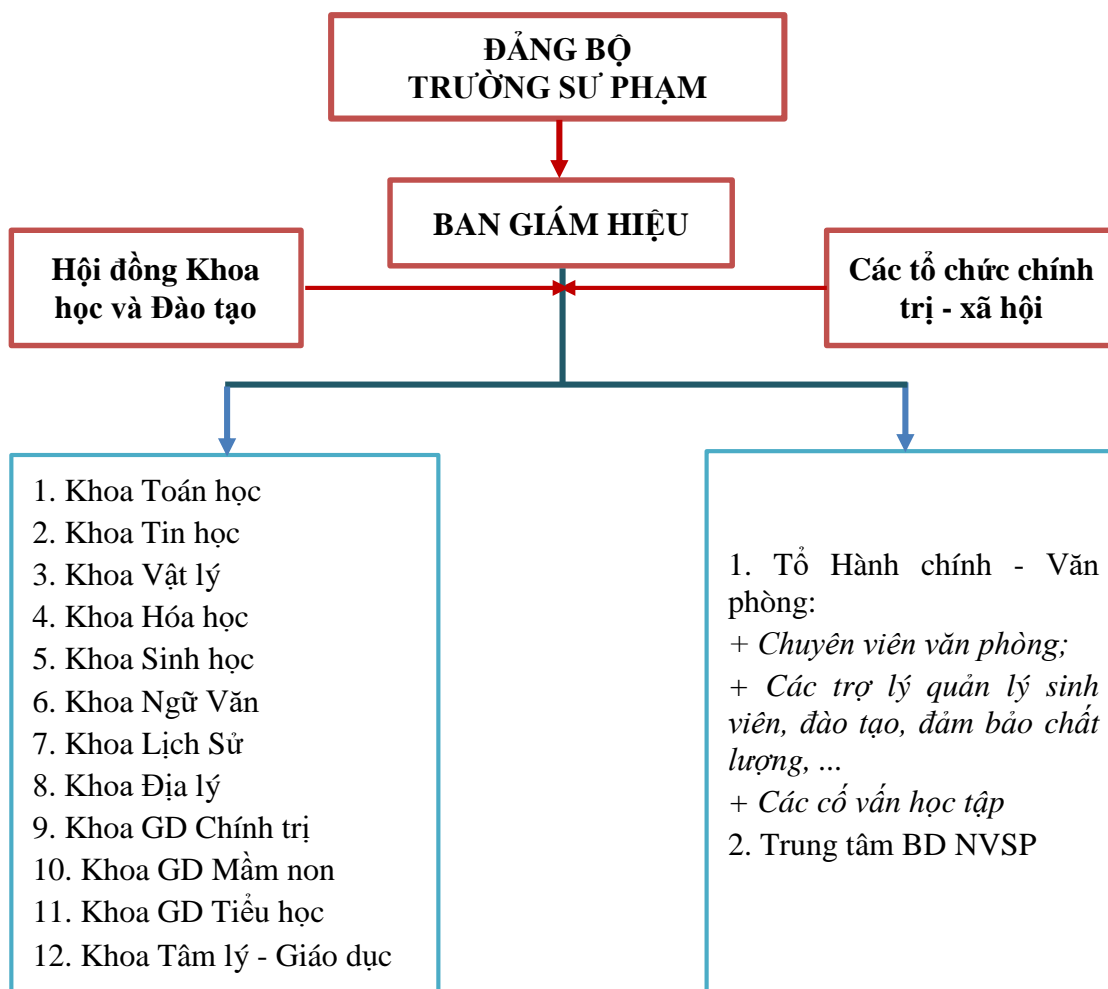 ĐẢNG BỘ
TRƯỜNG SƯ PHẠM
BAN GIÁM HIỆU
Hội đồng Khoa
học và Đào tạo
Các tổ chức chính
trị - xã hội
1. Khoa Toán học
2. Khoa Tin học
3. Khoa Vật lý
4. Khoa Hóa học
5. Khoa Sinh học
6. Khoa Ngữ Văn
7. Khoa Lịch Sử
8. Khoa Địa lý
9. Khoa GD Chính trị
10. Khoa GD Mầm non
11. Khoa GD Tiểu học
12. Khoa Tâm lý - Giáo dục
1. Tổ Hành chính - Văn
phòng:
+ Chuyên viên văn phòng;
+ Các trợ lý quản lý sinh
viên, đào tạo, đảm bảo chất
lượng, ...
+ Các cố vấn học tập
2. Trung tâm BD NVSP